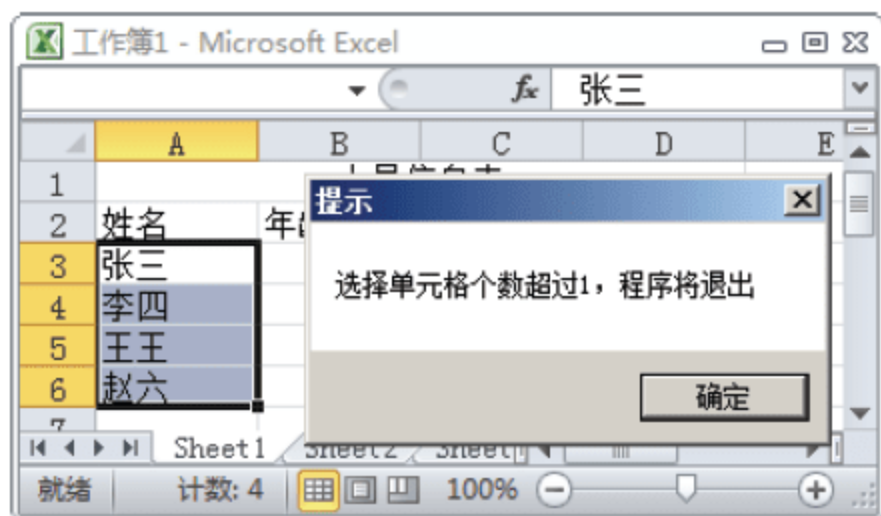 工作簿1 - Microsoft Excel
fx 张三
A B C D E
1
2 姓名
3 张三
4 李四
5 王王
6 赵六
提示
选择单元格个数超过1，程序将退出
确定
Sheet1
就绪 计数: 4 100%